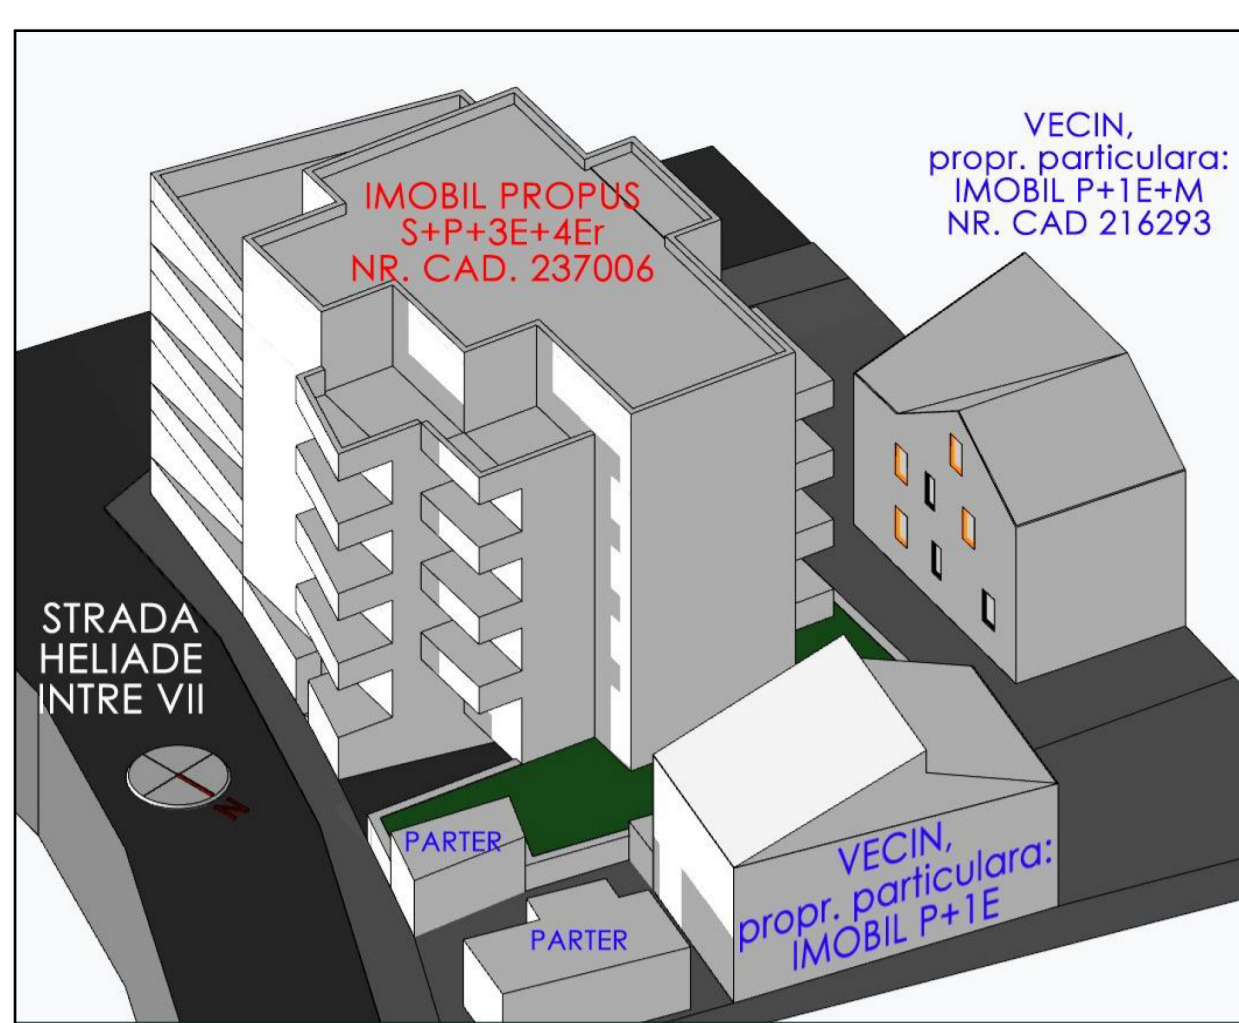 VECIN,
propr. particulara:
IMOBIL P+1E+M
NR. CAD 216293
IMOBIL PROPUS
S+P+3E+4Er
NR. CAD. 237006
STRADA
HELIADE
INTRE VII
N
PARTER
PARTER
VECIN,
propr. particulara:
IMOBIL P+1E